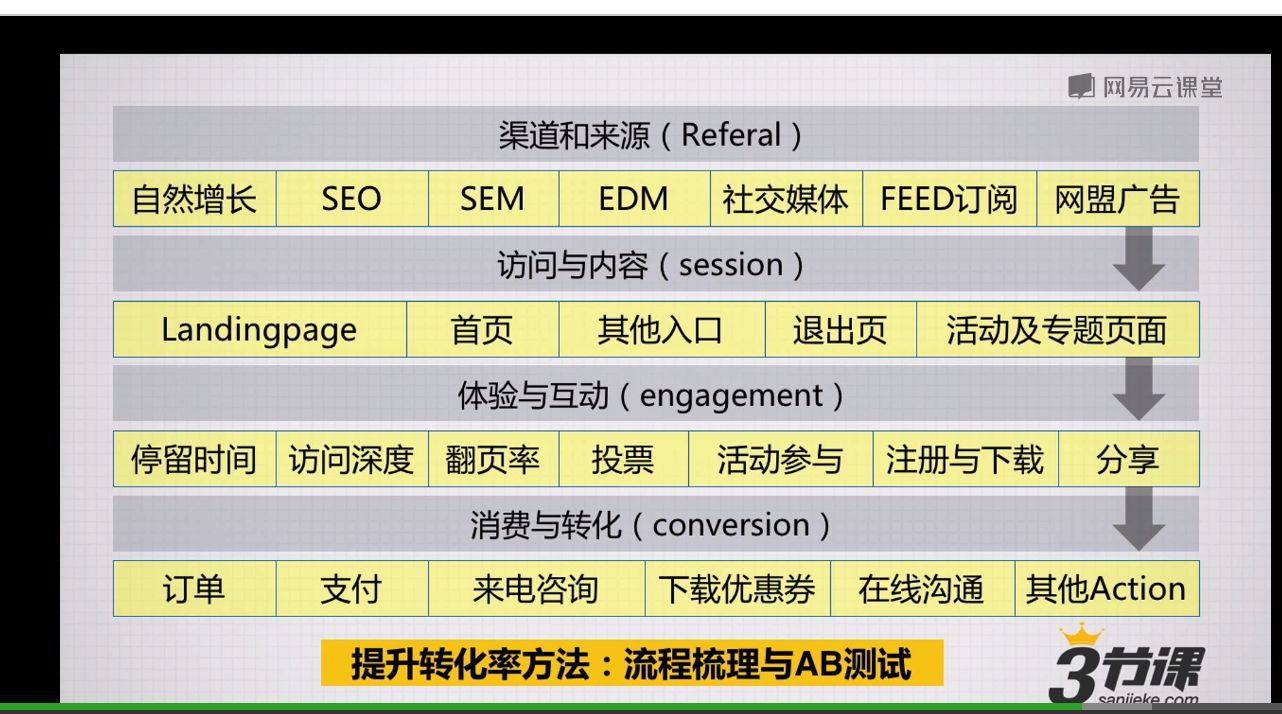 网易云课堂
渠道和来源（Referal）
自然增长 SEO SEM EDM 社交媒体 FEED订阅 网盟广告
访问与内容（session）
Landingpage 首页 其他入口 退出页 活动及专题页面
体验与互动（engagement）
停留时间 访问深度 翻页率 投票 活动参与 注册与下载 分享
消费与转化（conversion）
订单 支付 来电咨询 下载优惠券 在线沟通 其他Action
提升转化率方法：流程梳理与AB测试
3节课
sanjieke.com